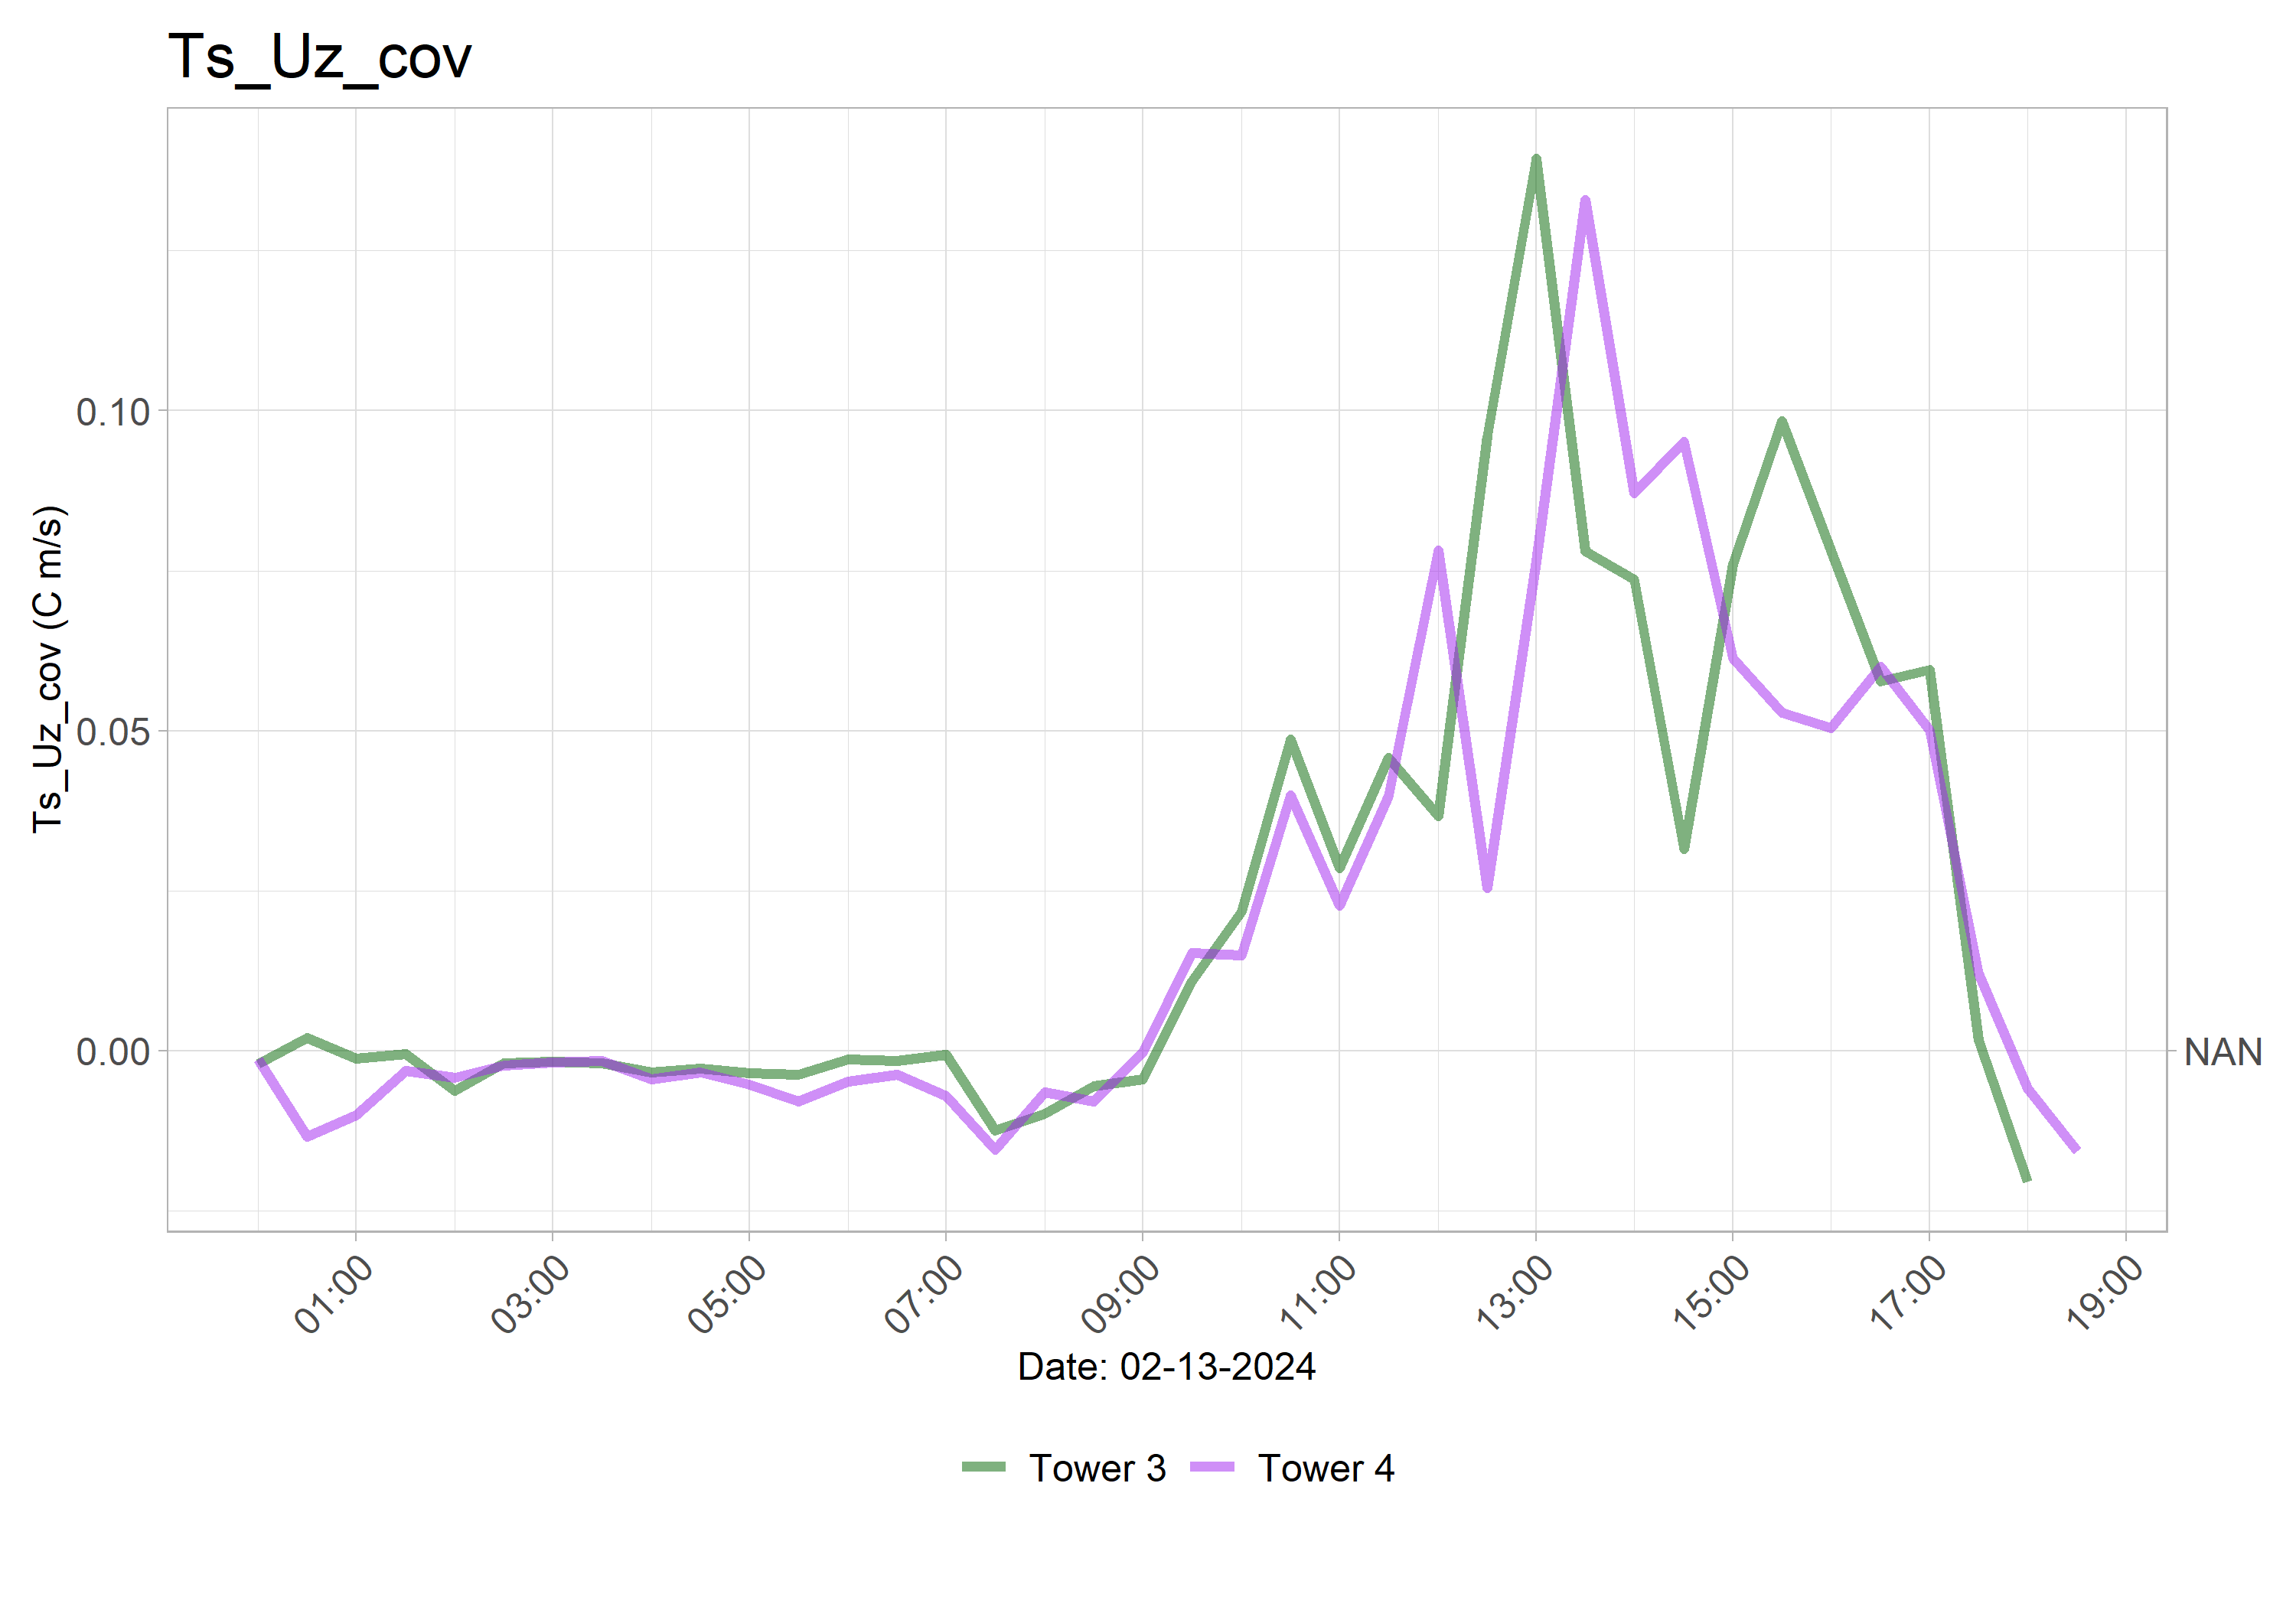 Ts_Uz_cov
Ts_Uz_cov (C m/s)
0.10
0.05
0.00
NAN
01:00
03:00
05:00
07:00
09:00
11:00
13:00
15:00
17:00
19:00
Date: 02-13-2024
Tower 3
Tower 4